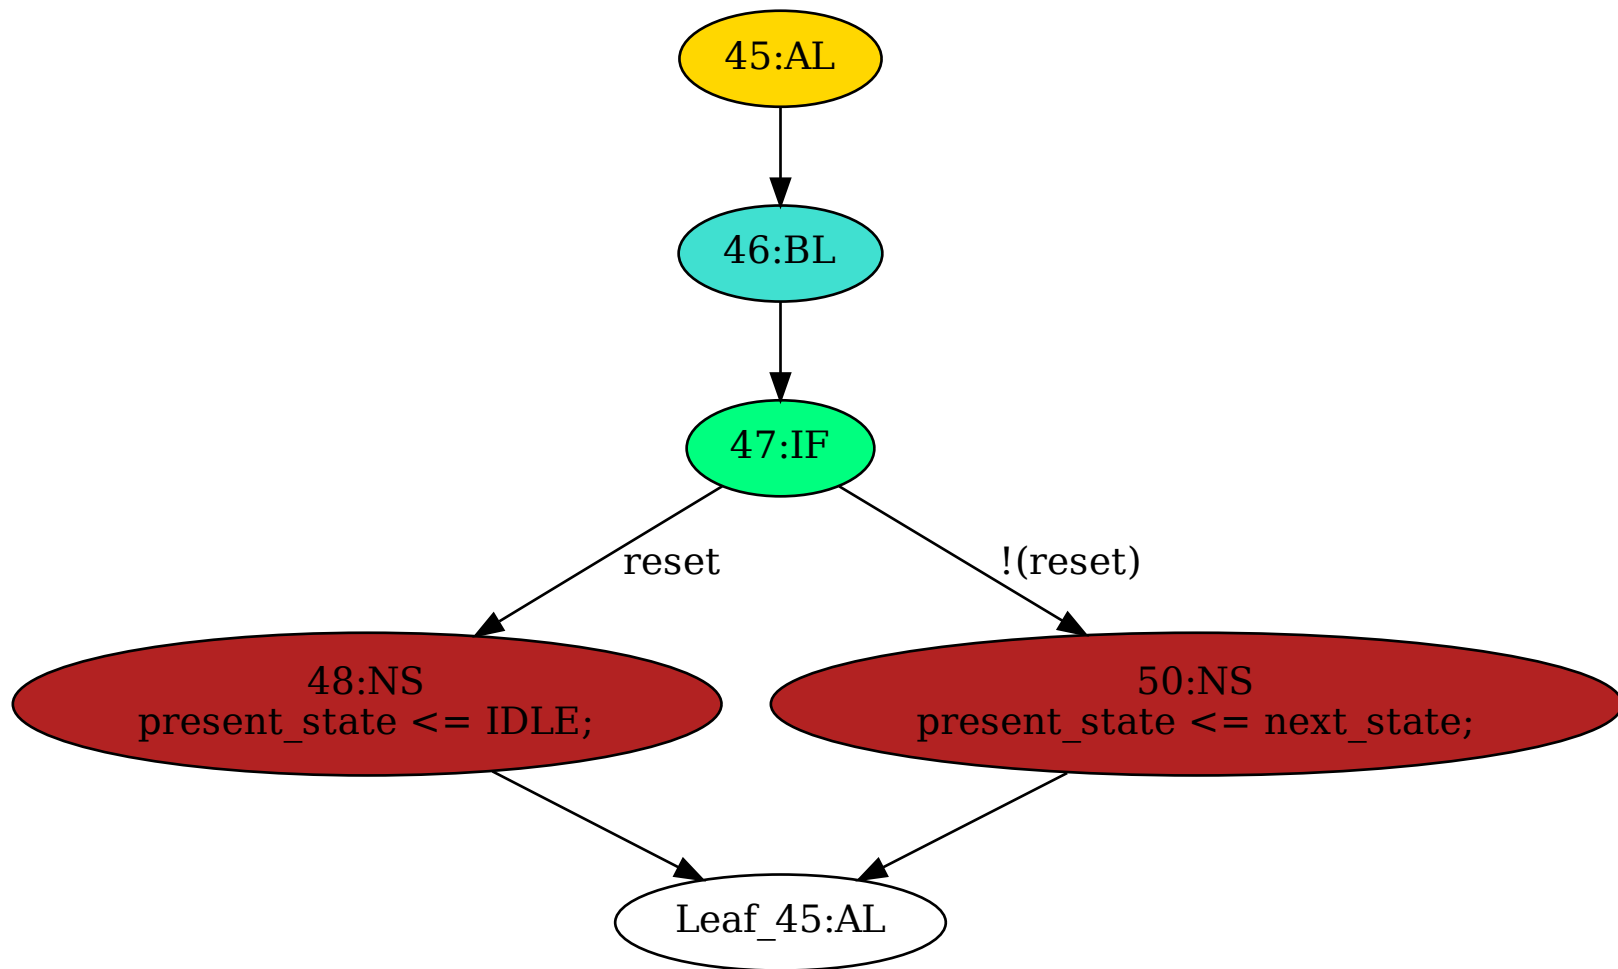 45:AL
46:BL
47:IF
reset
!(reset)
48:NS
present_state <= IDLE;
50:NS
present_state <= next_state;
Leaf_45:AL